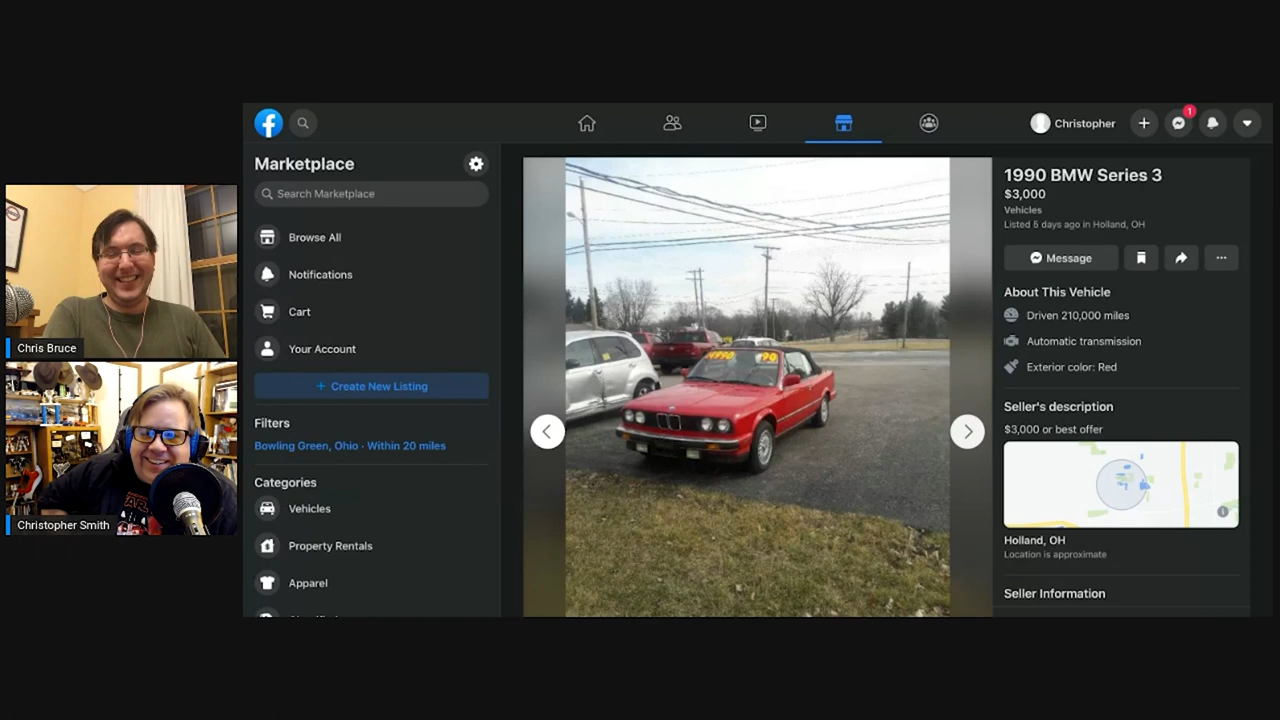 Christopher
1
Marketplace
Search Marketplace
Browse All
Notifications
Cart
Your Account
+ Create New Listing
Filters
Bowling Green, Ohio · Within 20 miles
Categories
Vehicles
Property Rentals
Apparel
Chris Bruce
Christopher Smith
90
1990 BMW Series 3
$3,000
Vehicles
Listed 5 days ago in Holland, OH
Message
About This Vehicle
Driven 210,000 miles
Automatic transmission
Exterior color: Red
Seller's description
$3,000 or best offer
Holland, OH
Location is approximate
Seller Information